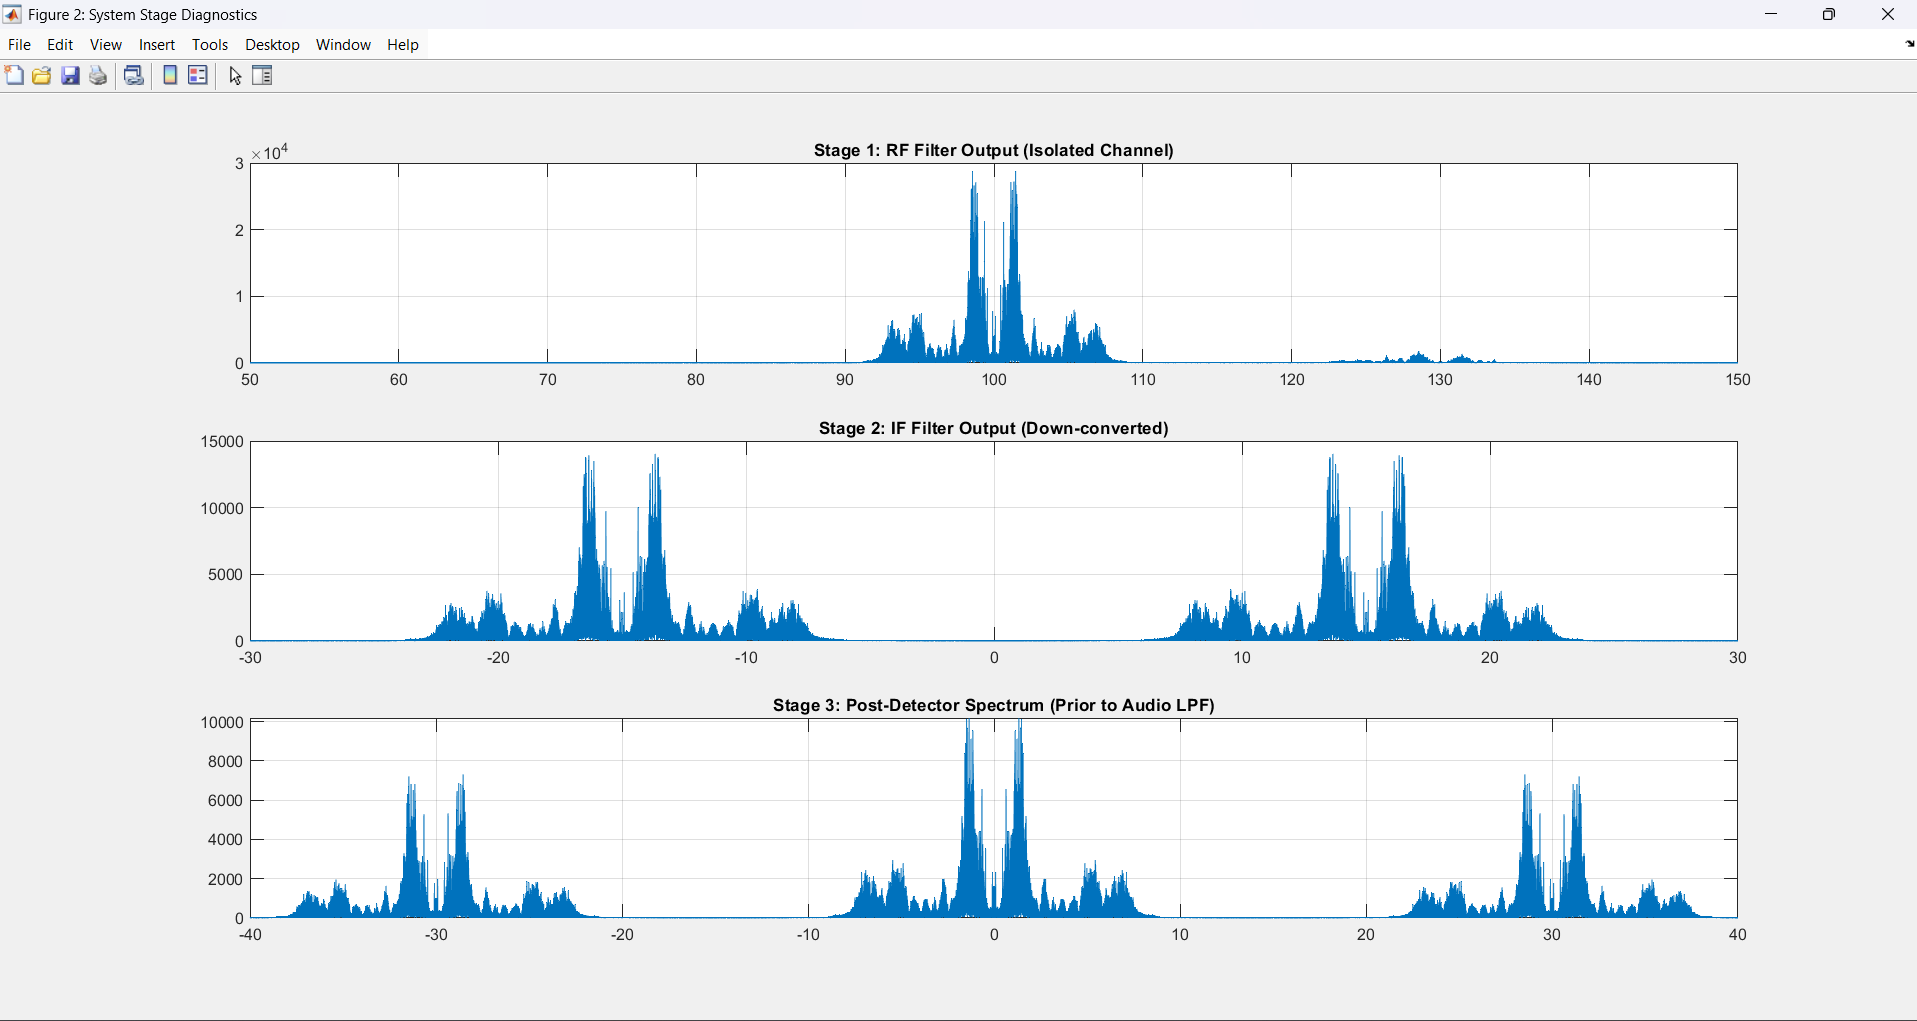 Figure 2: System Stage Diagnostics
File Edit View Insert Tools Desktop Window Help
Stage 1: RF Filter Output (Isolated Channel)
×10^4
3
2
1
0
50 60 70 80 90 100 110 120 130 140 150
Stage 2: IF Filter Output (Down-converted)
15000
10000
5000
0
-30 -20 -10 0 10 20 30
Stage 3: Post-Detector Spectrum (Prior to Audio LPF)
10000
8000
6000
4000
2000
0
-40 -30 -20 -10 0 10 20 30 40